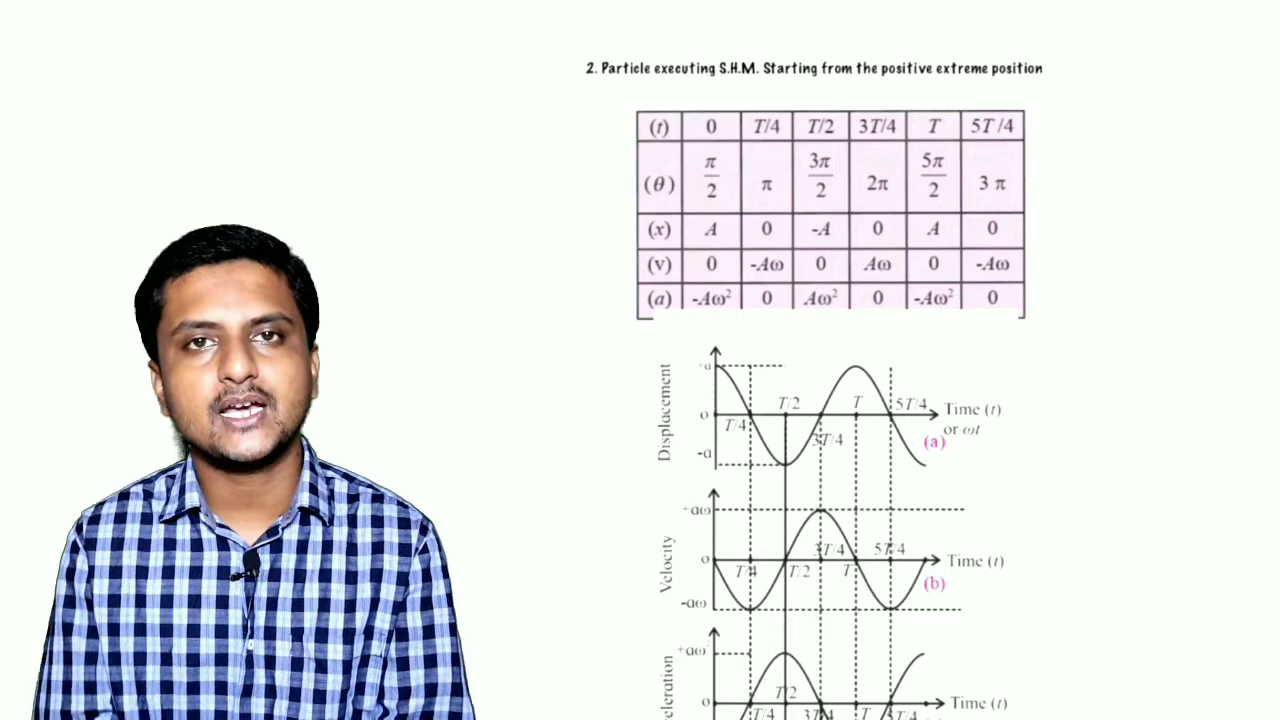 2. Particle executing S.H.M. Starting from the positive extreme position
(t) 0 T/4 T/2 3T/4 T 5T/4
(θ) π/2 π 3π/2 2π 5π/2 3π
(x) A 0 -A 0 A 0
(v) 0 -Aω 0 Aω 0 -Aω
(a) -Aω² 0 Aω² 0 -Aω² 0
Displacement
a
0
-a
T/4
T/2
3T/4
T
5T/4
Time (t)
or ωt
(a)
Velocity
+aω
0
-aω
T/4
T/2
3T/4
T
5T/4
Time (t)
(b)
+aω
0
T/4
T/2
3T/4
T
5T/4
Time (t)